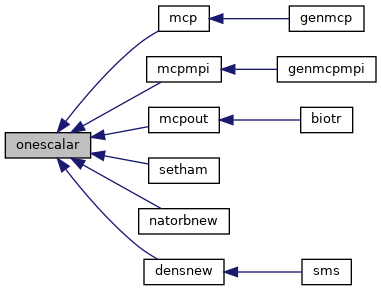 mcp
genmcp
mcpmpi
genmcpmpi
mcpout
biotr
onescalar
setham
natorbnew
densnew
sms